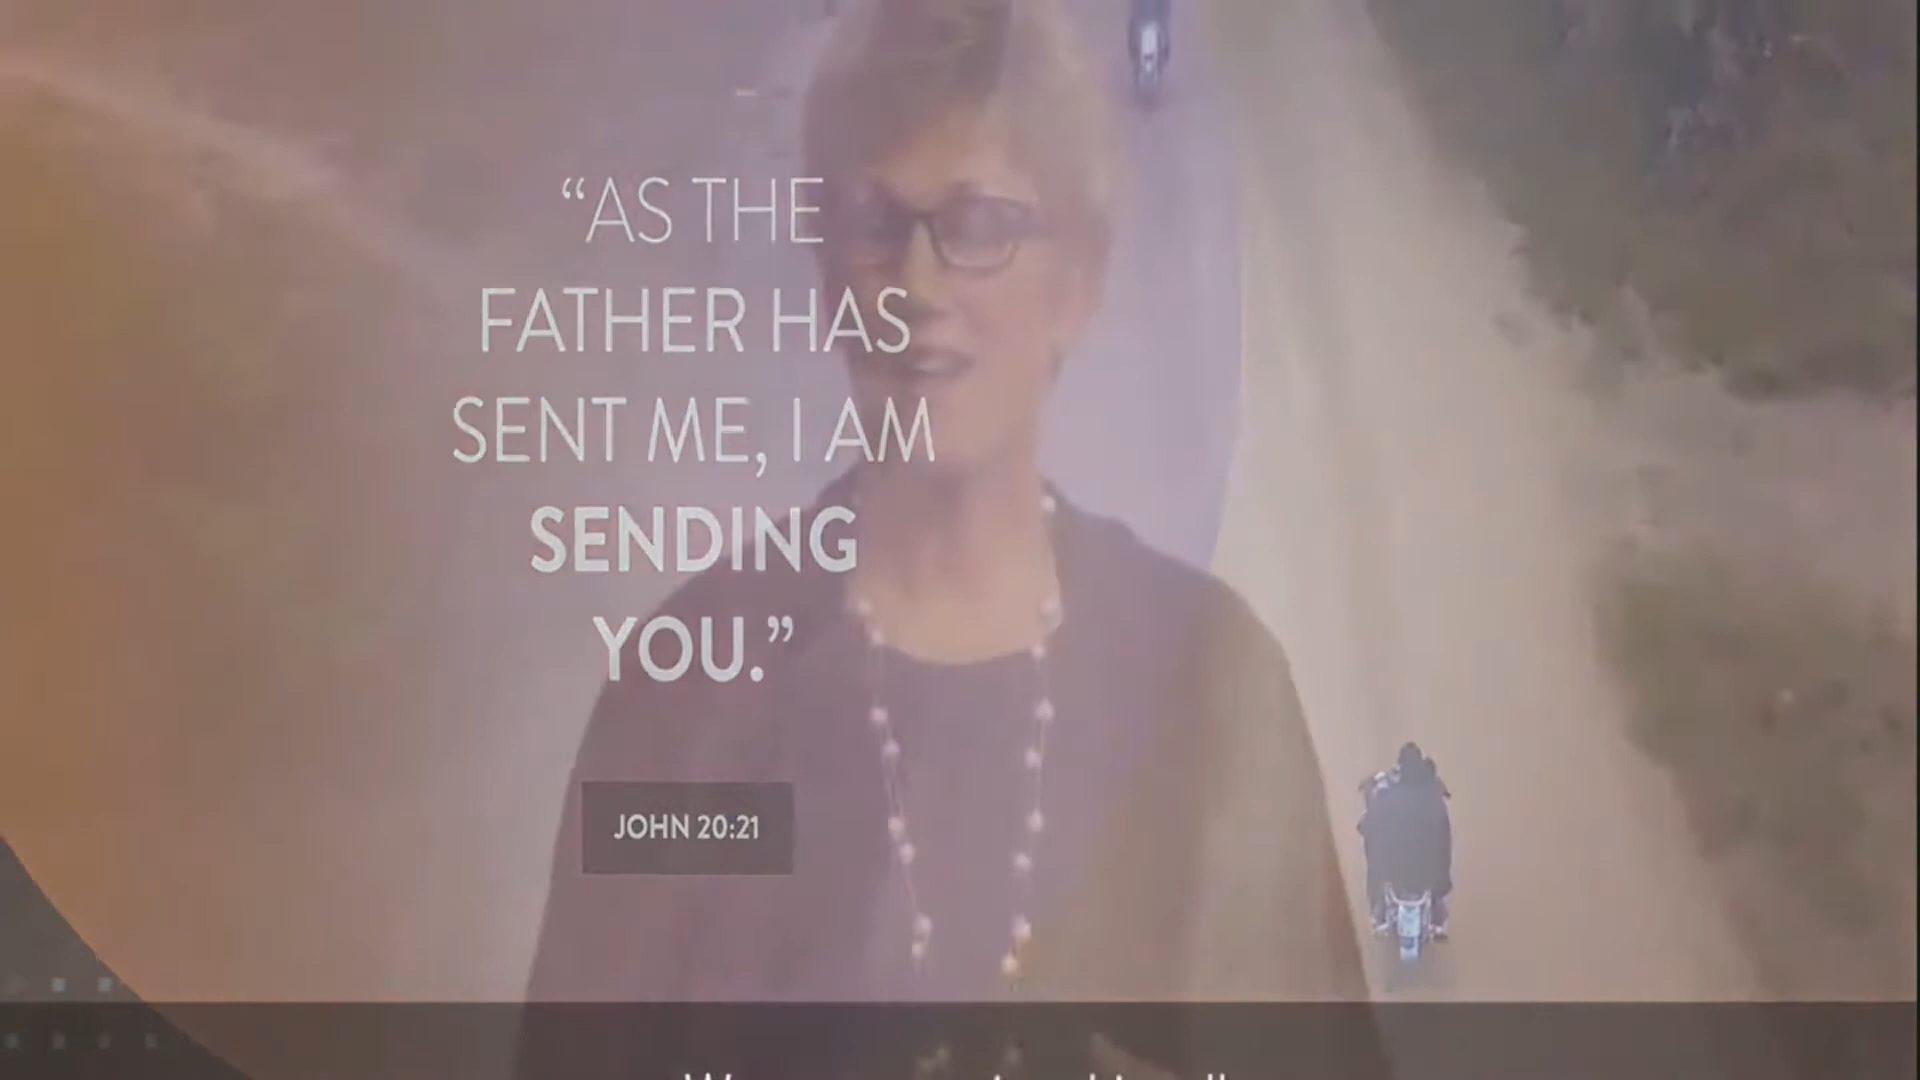 “AS THE
FATHER HAS
SENT ME, I AM
SENDING
YOU.”
JOHN 20:21